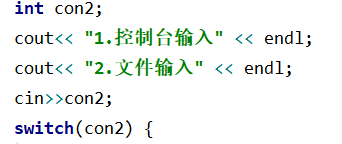 int con2;
cout<< "1.控制台输入" << endl;
cout<< "2.文件输入" << endl;
cin>>con2;
switch(con2) {